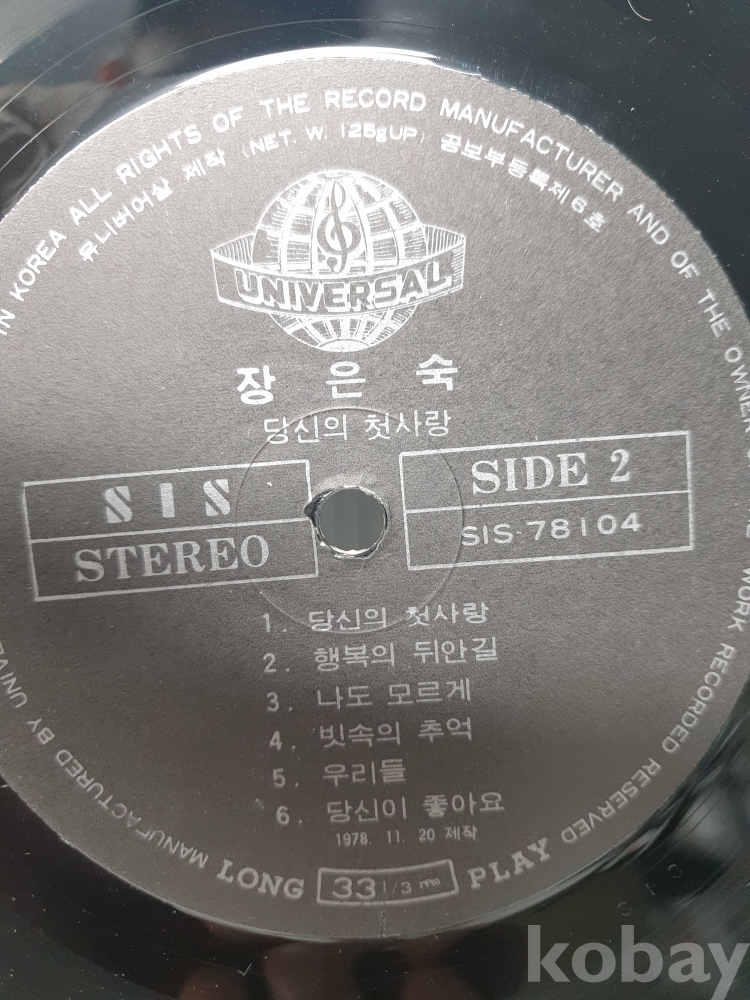 IN KOREA ALL RIGHTS OF THE RECORD MANUFACTURER AND OF THE OWNER
WORK RECORDED RESERVED
MANUFACTURED BY
유니버어살 제작 (NET. W. 125gUP) 공보부등록제6호
UNIVERSAL
장은숙
당신의 첫사랑
SIS
STEREO
SIDE 2
SIS-78104
1. 당신의 첫사랑
2. 행복의 뒤안길
3. 나도 모르게
4. 빗속의 추억
5. 우리들
6. 당신이 좋아요
1978. 11. 20 제작
LONG 33 1/3 rpm PLAY
kobay